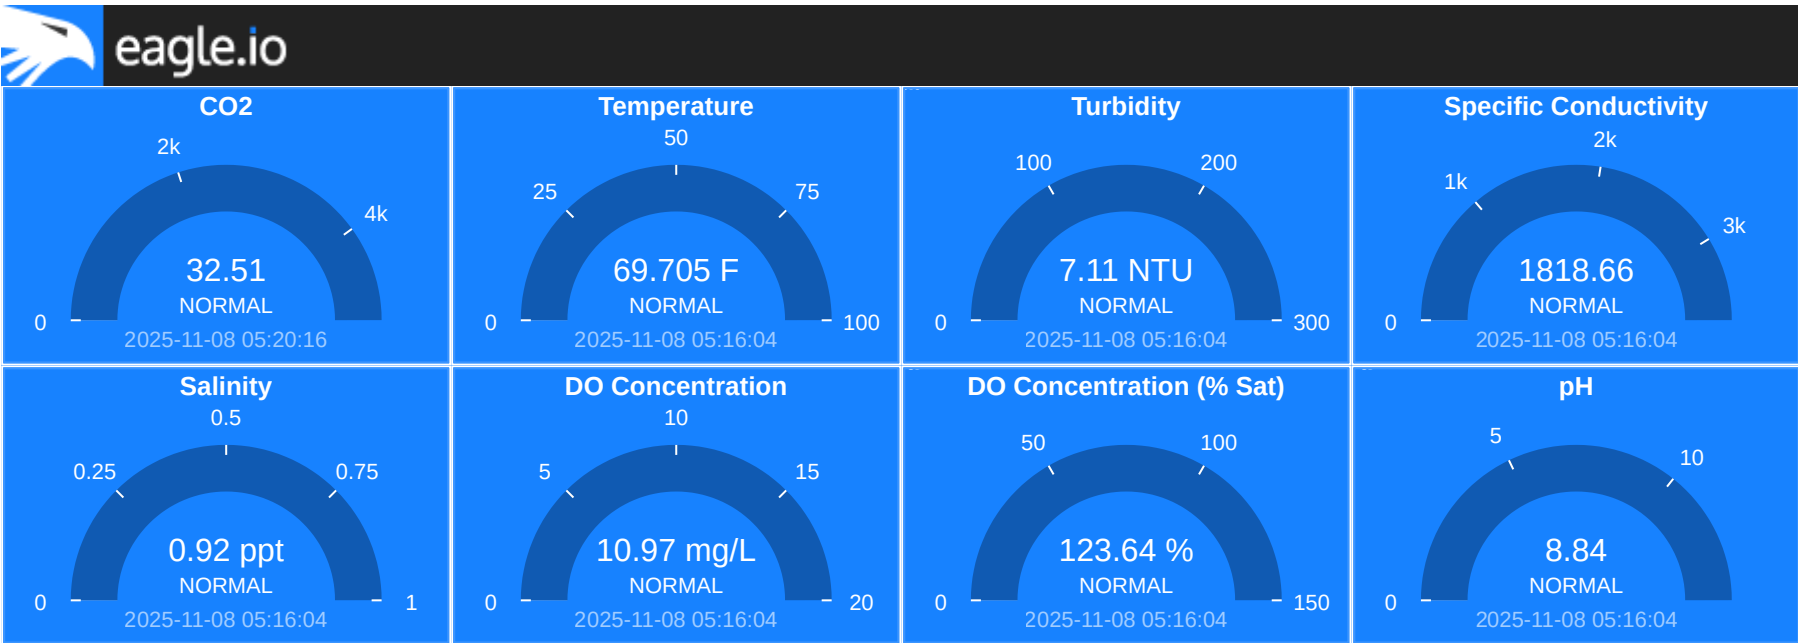 eagle.io
CO2
2k
4k
0
32.51
NORMAL
2025-11-08 05:20:16
Temperature
50
25
75
0
100
69.705 F
NORMAL
2025-11-08 05:16:04
Turbidity
100
200
0
300
7.11 NTU
NORMAL
2025-11-08 05:16:04
Specific Conductivity
2k
1k
3k
0
1818.66
NORMAL
2025-11-08 05:16:04
Salinity
0.5
0.25
0.75
0
1
0.92 ppt
NORMAL
2025-11-08 05:16:04
DO Concentration
10
5
15
0
20
10.97 mg/L
NORMAL
2025-11-08 05:16:04
DO Concentration (% Sat)
50
100
0
150
123.64 %
NORMAL
2025-11-08 05:16:04
pH
5
10
0
8.84
NORMAL
2025-11-08 05:16:04